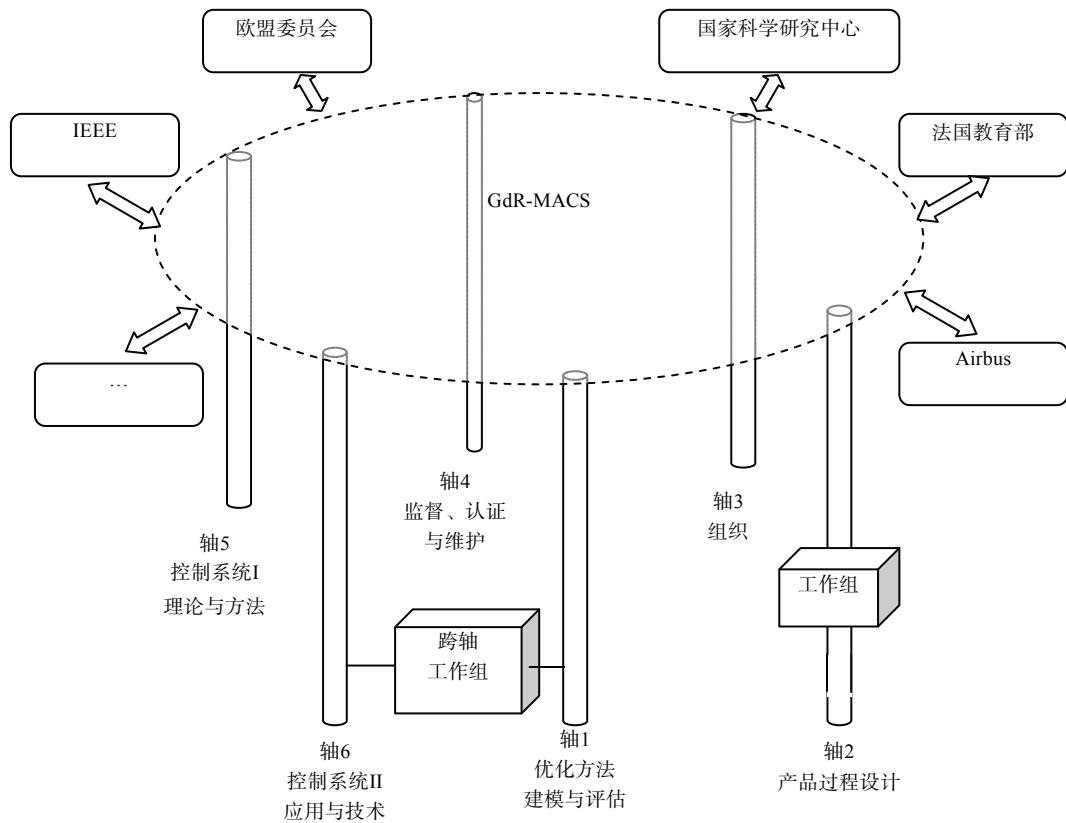 欧盟委员会
国家科学研究中心
IEEE
法国教育部
GdR-MACS
…
Airbus
轴4
监督、认证
与维护
轴3
组织
轴5
控制系统I
理论与方法
工作组
跨轴
工作组
轴6
控制系统II
应用与技术
轴1
优化方法
建模与评估
轴2
产品过程设计